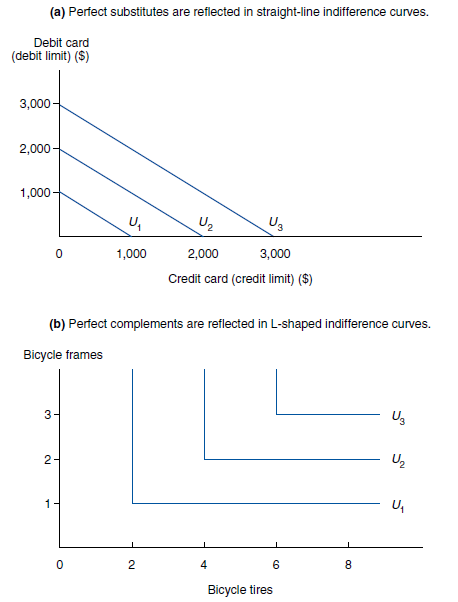 (a) Perfect substitutes are reflected in straight-line indifference curves.
Debit card
(debit limit) ($)
3,000
2,000
1,000
U1 U2 U3
0 1,000 2,000 3,000
Credit card (credit limit) ($)
(b) Perfect complements are reflected in L-shaped indifference curves.
Bicycle frames
3 U3
2 U2
1 U1
0 2 4 6 8
Bicycle tires